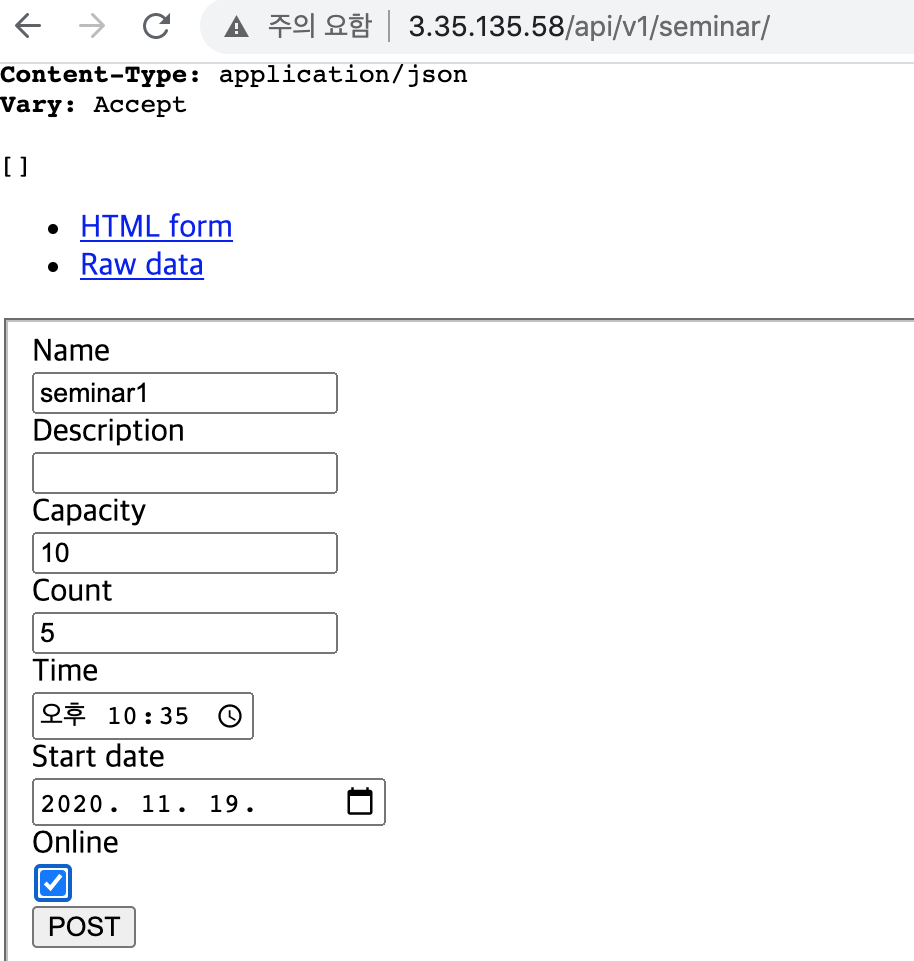 주의 요함 | 3.35.135.58/api/v1/seminar/
Content-Type: application/json
Vary: Accept
[]
HTML form
Raw data
Name
seminar1
Description
Capacity
10
Count
5
Time
오후 10:35
Start date
2020. 11. 19.
Online
POST